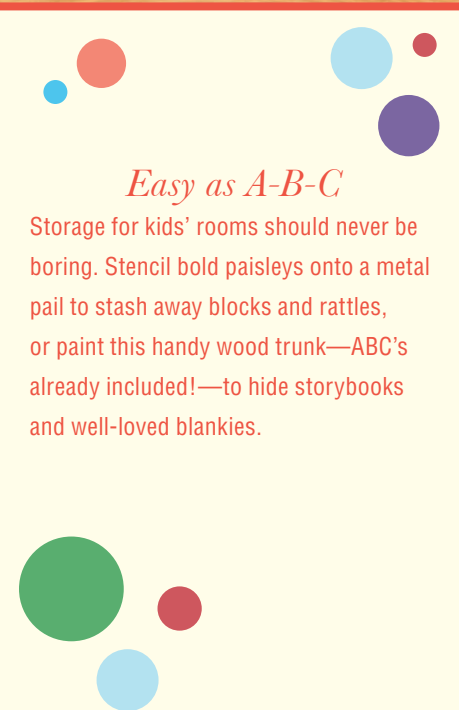 Easy as A-B-C
Storage for kids’ rooms should never be
boring. Stencil bold paisleys onto a metal
pail to stash away blocks and rattles,
or paint this handy wood trunk—ABC’s
already included!—to hide storybooks
and well-loved blankies.